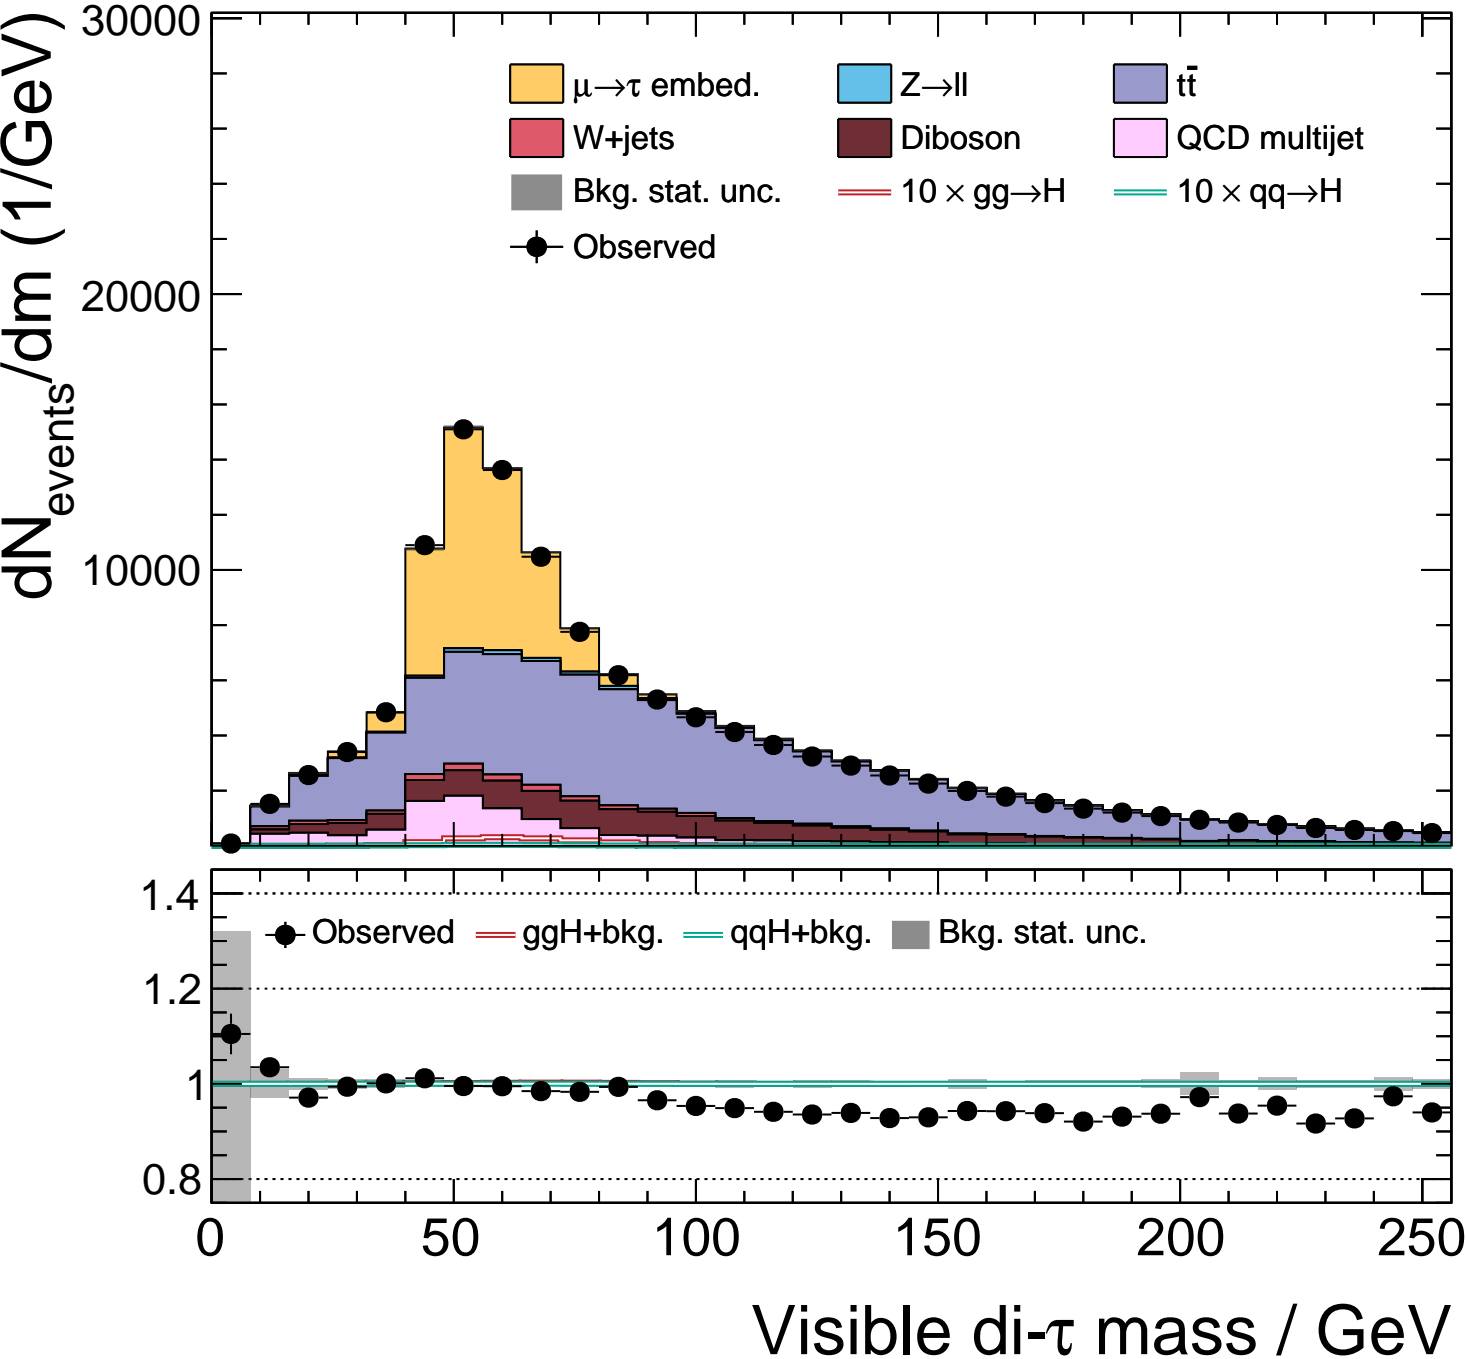 dN_events/dm (1/GeV)
30000
20000
10000
μ→τ embed. Z→ll tt̄
W+jets Diboson QCD multijet
Bkg. stat. unc. 10 × gg→H 10 × qq→H
Observed
1.4
1.2
1
0.8
Observed ggH+bkg. qqH+bkg. Bkg. stat. unc.
0 50 100 150 200 250
Visible di-τ mass / GeV